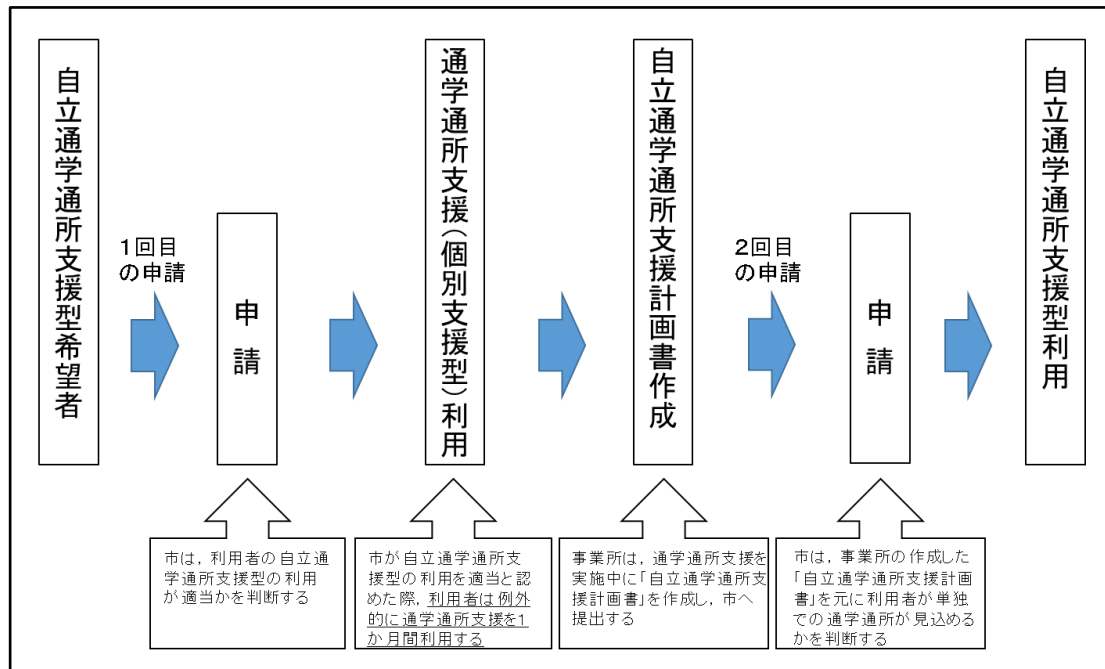 自立通学通所支援型希望者
1回目
の申請
申請
通学通所支援(個別支援型)利用
自立通学通所支援計画書作成
2回目
の申請
申請
自立通学通所支援型利用
市は，利用者の自立通
学通所支援型の利用
が適当かを判断する
市が自立通学通所支
援型の利用を適当と認
めた際，利用者は例外
的に通学通所支援を1
か月間利用する
事業所は，通学通所支援を
実施中に「自立通学通所支
援計画書」を作成し，市へ
提出する
市は，事業所の作成した
「自立通学通所支援計画
書」を元に利用者が単独
での通学通所が見込める
かを判断する